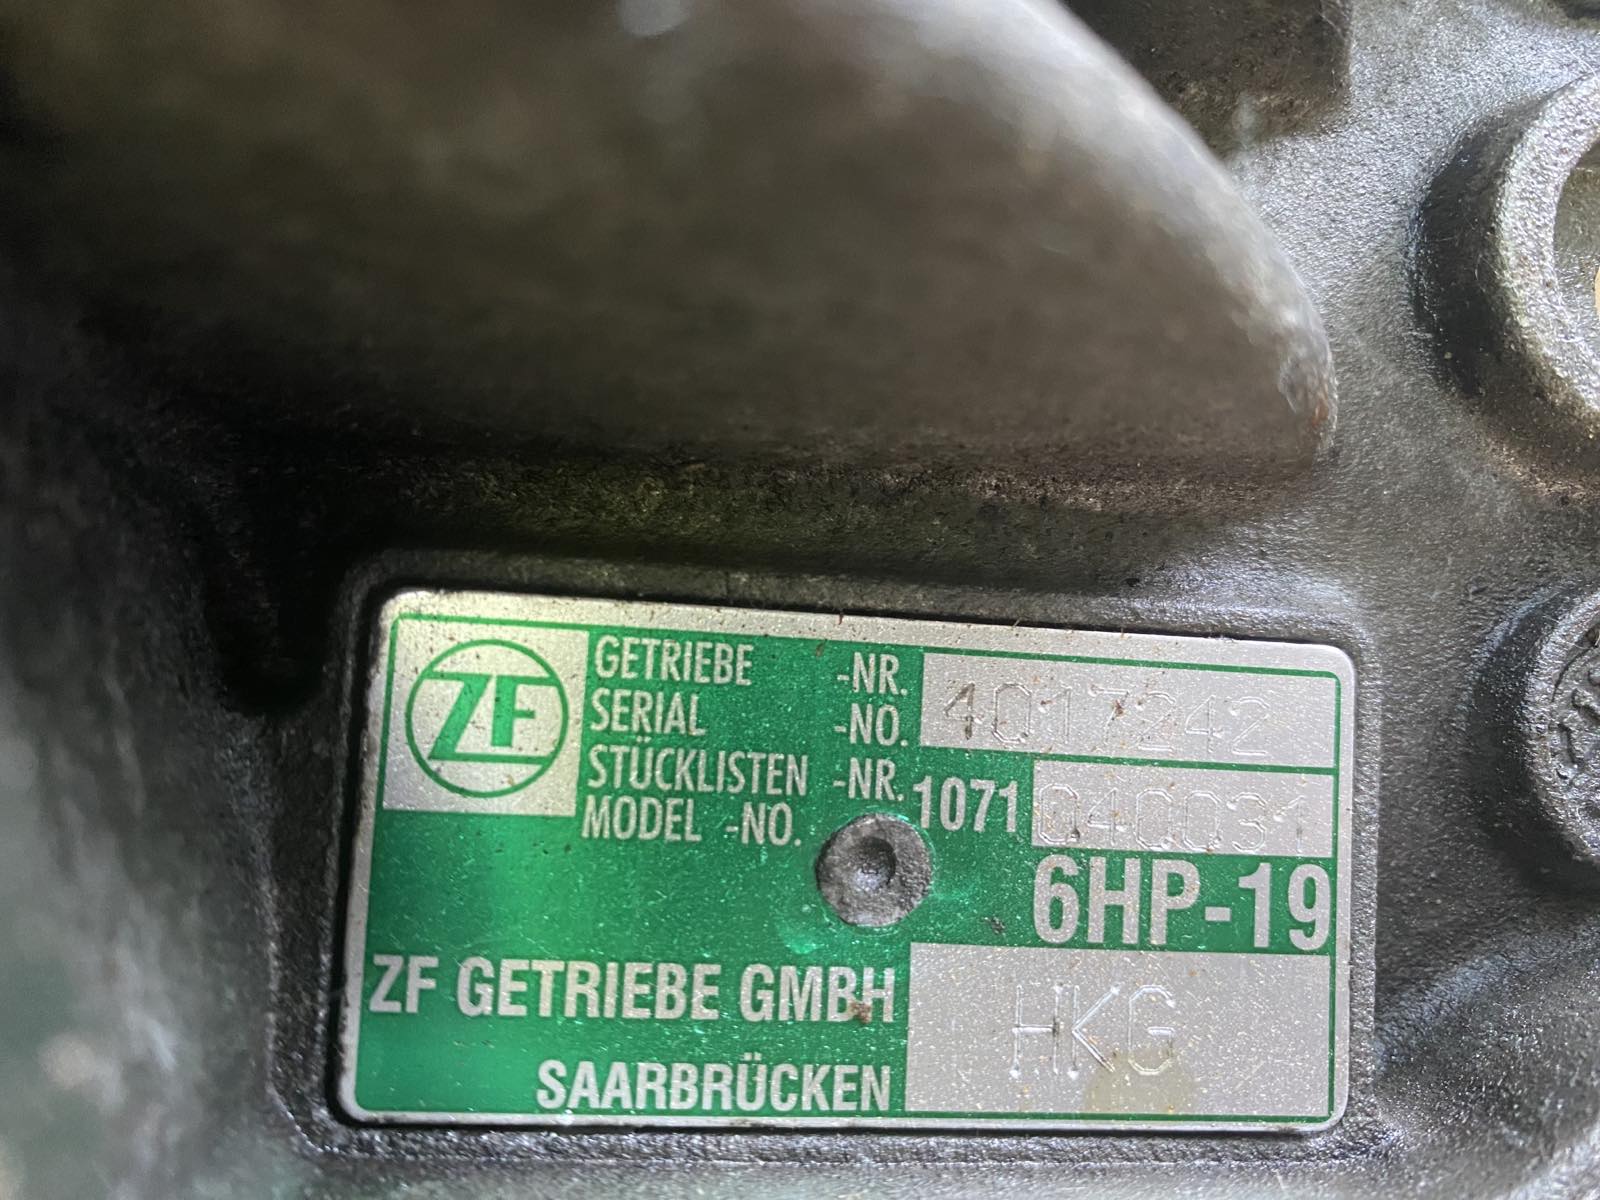 ZF
GETRIEBE -NR.
SERIAL -NO. 4017242
STÜCKLISTEN -NR.
MODEL -NO. 1071 040031
6HP-19
ZF GETRIEBE GMBH
HKG
SAARBRÜCKEN